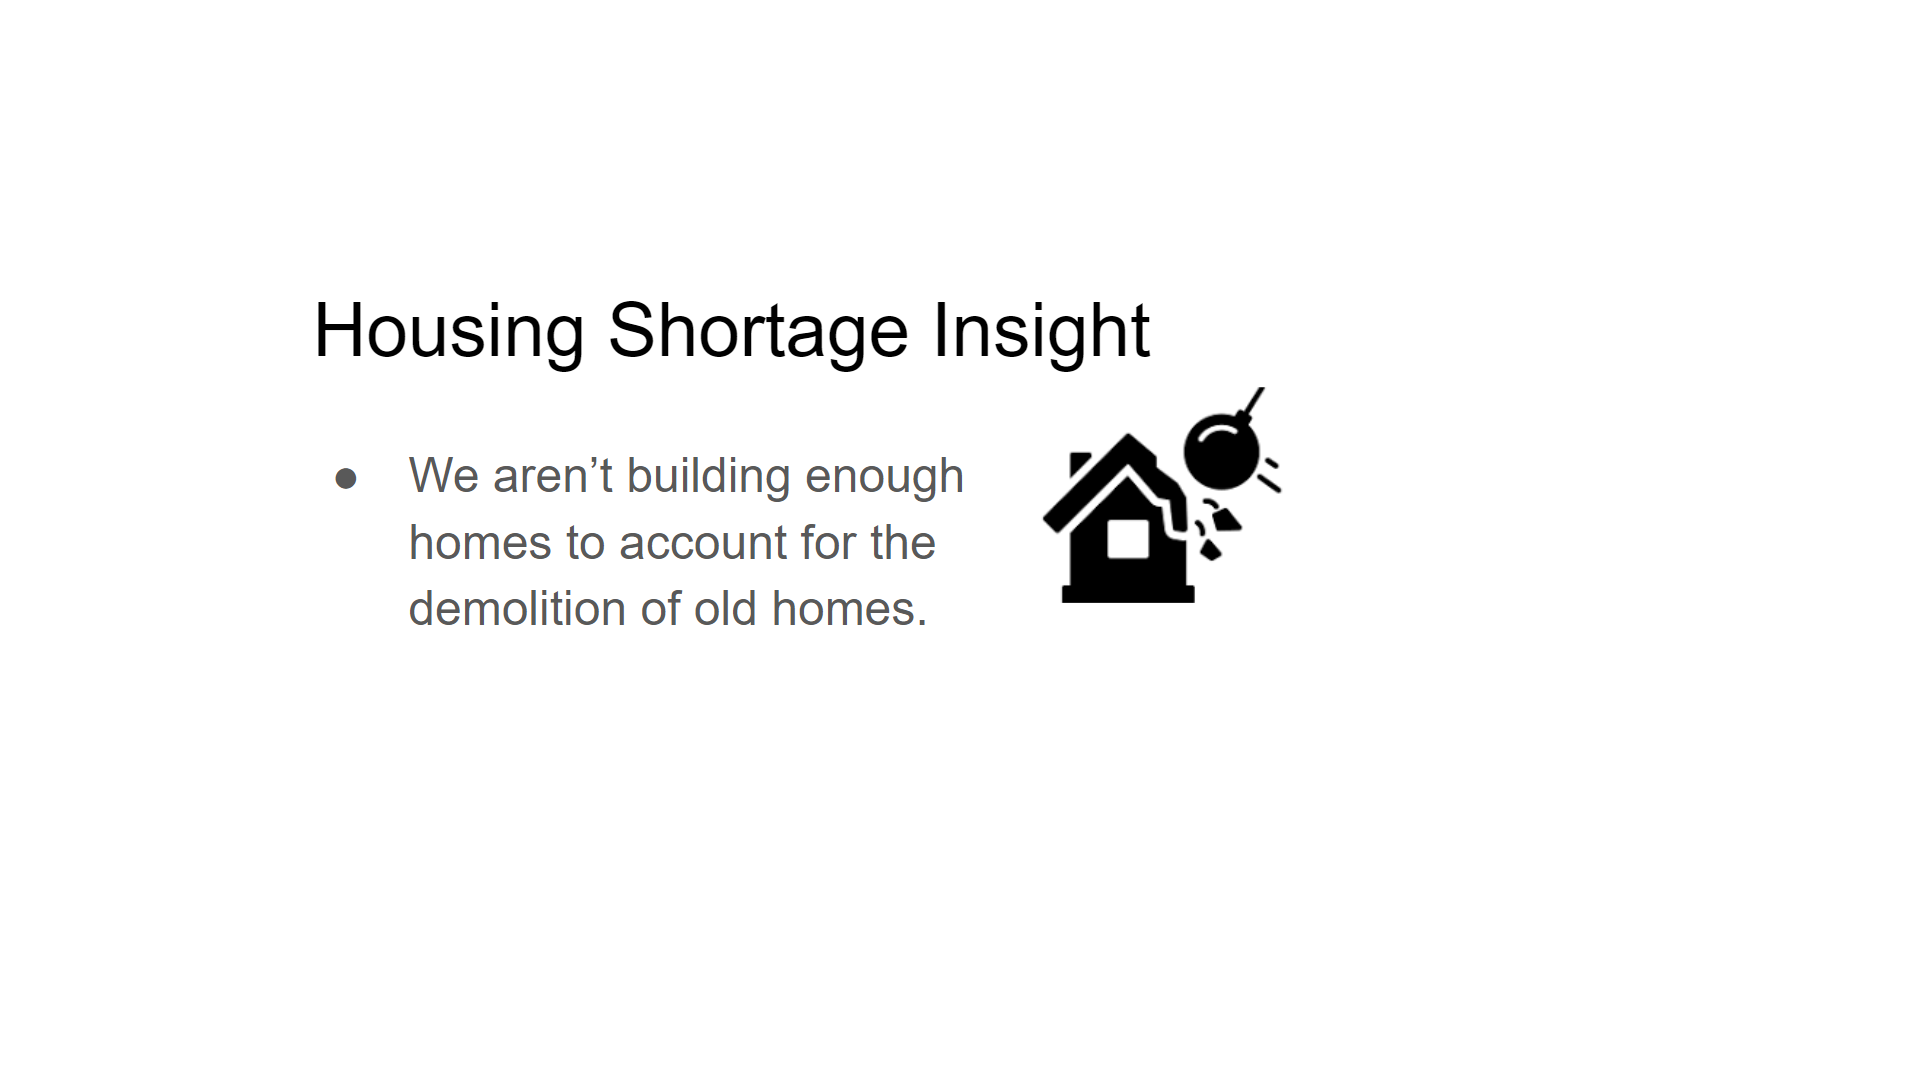 Housing Shortage Insight
● We aren’t building enough
homes to account for the
demolition of old homes.